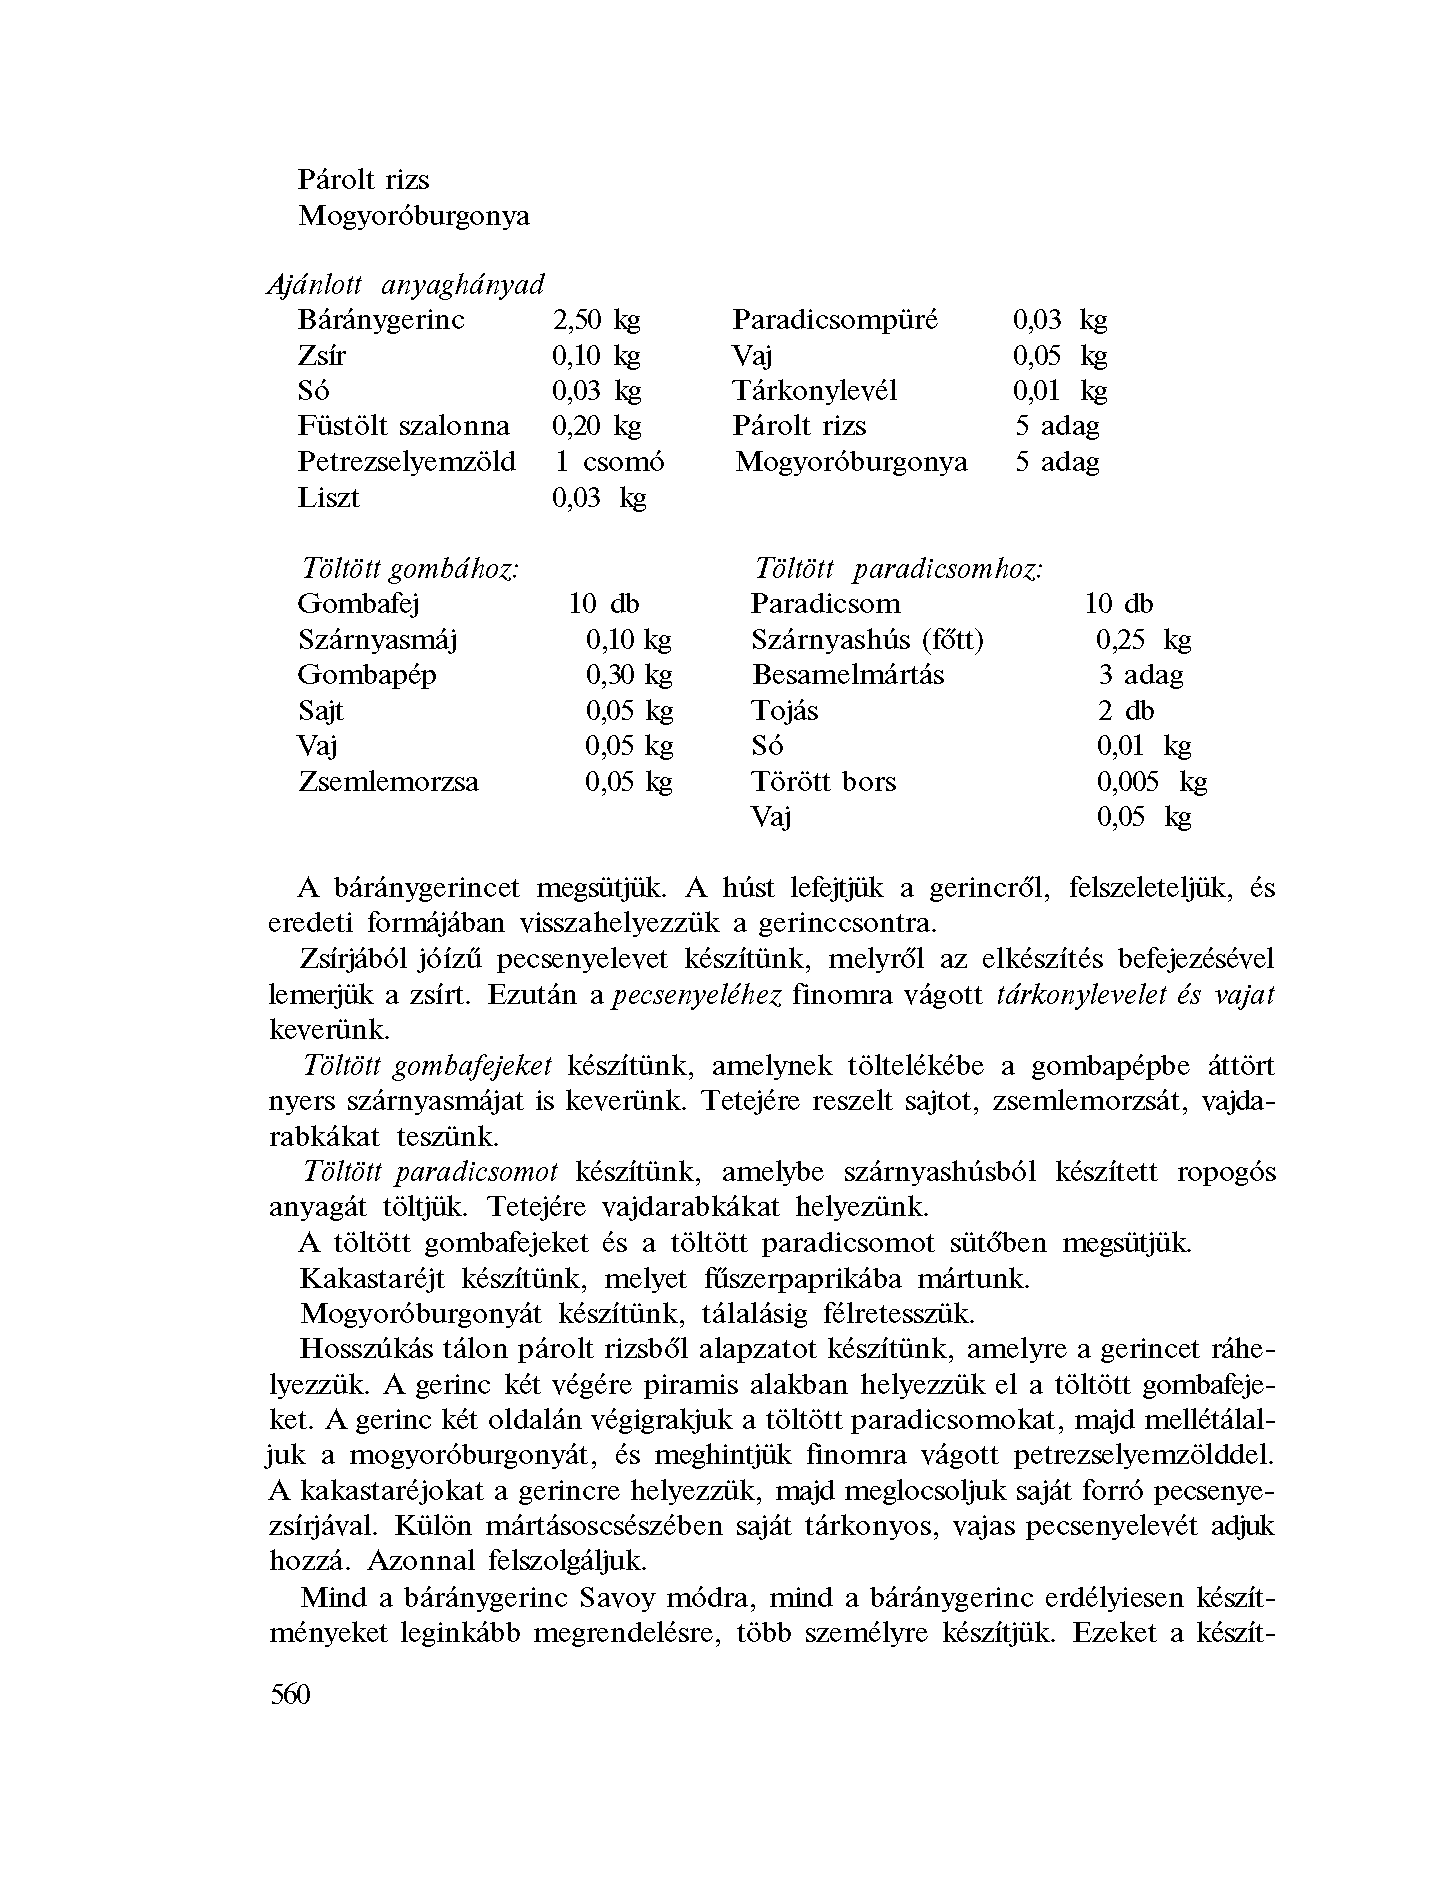 Párolt rizs
Mogyoróburgonya
Ajánlott anyaghányad
Báránygerinc 2,50 kg Paradicsompüré 0,03 kg
Zsír 0,10 kg Vaj 0,05 kg
Só 0,03 kg Tárkonylevél 0,01 kg
Füstölt szalonna 0,20 kg Párolt rizs 5 adag
Petrezselyemzöld 1 csomó Mogyoróburgonya 5 adag
Liszt 0,03 kg
Töltött gombához: Töltött paradicsomhoz:
Gombafej 10 db Paradicsom 10 db
Szárnyasmáj 0,10 kg Szárnyashús (főtt) 0,25 kg
Gombapép 0,30 kg Besamelmártás 3 adag
Sajt 0,05 kg Tojás 2 db
Vaj 0,05 kg Só 0,01 kg
Zsemlemorzsa 0,05 kg Törött bors 0,005 kg
Vaj 0,05 kg
A báránygerincet megsütjük. A húst lefejtjük a gerincről, felszeleteljük, és
eredeti formájában visszahelyezzük a gerinccsontra.
Zsírjából jóízű pecsenyelevet készítünk, melyről az elkészítés befejezésével
lemerjük a zsírt. Ezután a pecsenyeléhez finomra vágott tárkonylevelet és vajat
keverünk.
Töltött gombafejeket készítünk, amelynek töltelékébe a gombapépbe áttört
nyers szárnyasmájat is keverünk. Tetejére reszelt sajtot, zsemlemorzsát, vajda-
rabkákat teszünk.
Töltött paradicsomot készítünk, amelybe szárnyashúsból készített ropogós
anyagát töltjük. Tetejére vajdarabkákat helyezünk.
A töltött gombafejeket és a töltött paradicsomot sütőben megsütjük.
Kakastaréjt készítünk, melyet fűszerpaprikába mártunk.
Mogyoróburgonyát készítünk, tálalásig félretesszük.
Hosszúkás tálon párolt rizsből alapzatot készítünk, amelyre a gerincet ráhe-
lyezzük. A gerinc két végére piramis alakban helyezzük el a töltött gombafeje-
ket. A gerinc két oldalán végigrakjuk a töltött paradicsomokat, majd mellétálal-
juk a mogyoróburgonyát, és meghintjük finomra vágott petrezselyemzölddel.
A kakastaréjokat a gerincre helyezzük, majd meglocsoljuk saját forró pecsenye-
zsírjával. Külön mártásoscsészében saját tárkonyos, vajas pecsenyelevét adjuk
hozzá. Azonnal felszolgáljuk.
Mind a báránygerinc Savoy módra, mind a báránygerinc erdélyiesen készít-
ményeket leginkább megrendelésre, több személyre készítjük. Ezeket a készít-
560